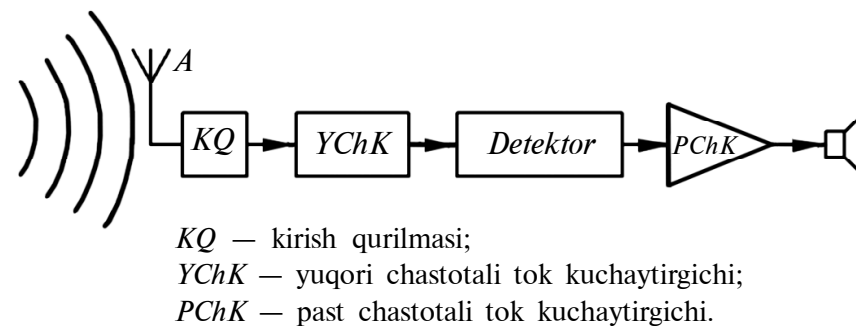 A
KQ YChK Detektor PChK
KQ — kirish qurilmasi;
YChK — yuqori chastotali tok kuchaytirgichi;
PChK — past chastotali tok kuchaytirgichi.